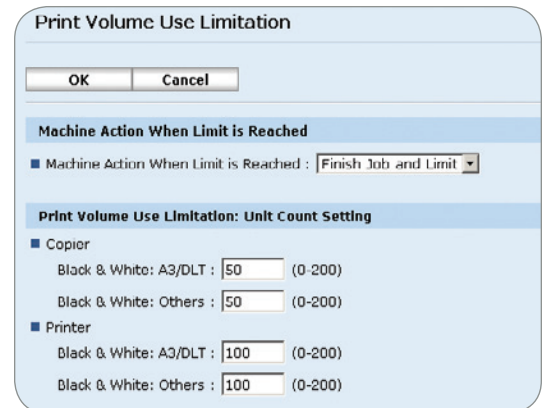 Print Volume Use Limitation
OK Cancel
Machine Action When Limit is Reached
Machine Action When Limit is Reached : Finish Job and Limit
Print Volume Use Limitation: Unit Count Setting
Copier
Black & White: A3/DLT : 50 (0-200)
Black & White: Others : 50 (0-200)
Printer
Black & White: A3/DLT : 100 (0-200)
Black & White: Others : 100 (0-200)